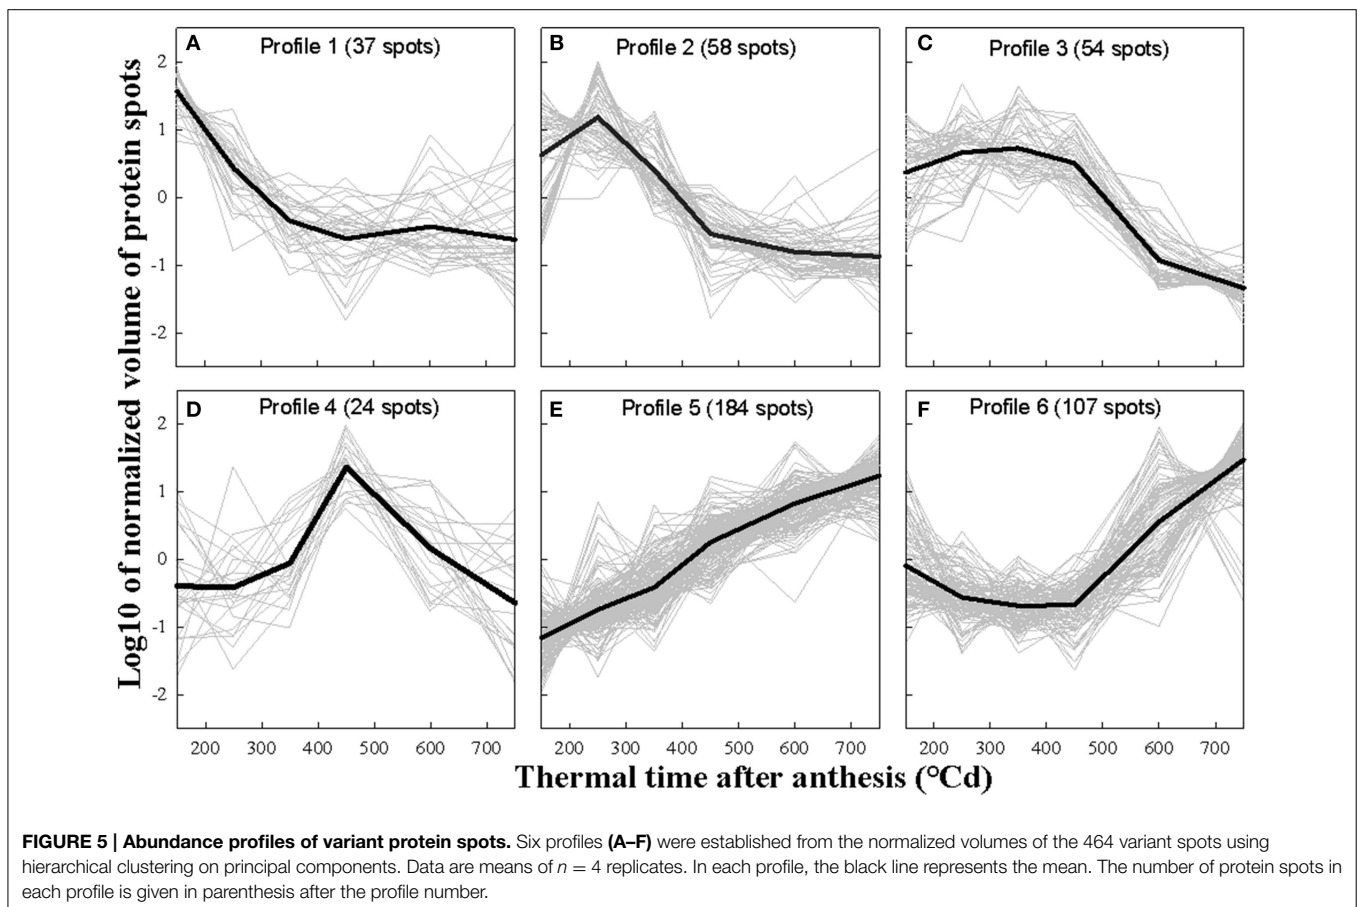 A
Profile 1 (37 spots)
B
Profile 2 (58 spots)
C
Profile 3 (54 spots)
2
1
0
-1
-2
D
Profile 4 (24 spots)
E
Profile 5 (184 spots)
F
Profile 6 (107 spots)
2
1
0
-1
-2
Log10 of normalized volume of protein spots
200 300 400 500 600 700
200 300 400 500 600 700
200 300 400 500 600 700
Thermal time after anthesis (°Cd)
FIGURE 5 | Abundance profiles of variant protein spots. Six profiles (A–F) were established from the normalized volumes of the 464 variant spots using
hierarchical clustering on principal components. Data are means of n = 4 replicates. In each profile, the black line represents the mean. The number of protein spots in
each profile is given in parenthesis after the profile number.